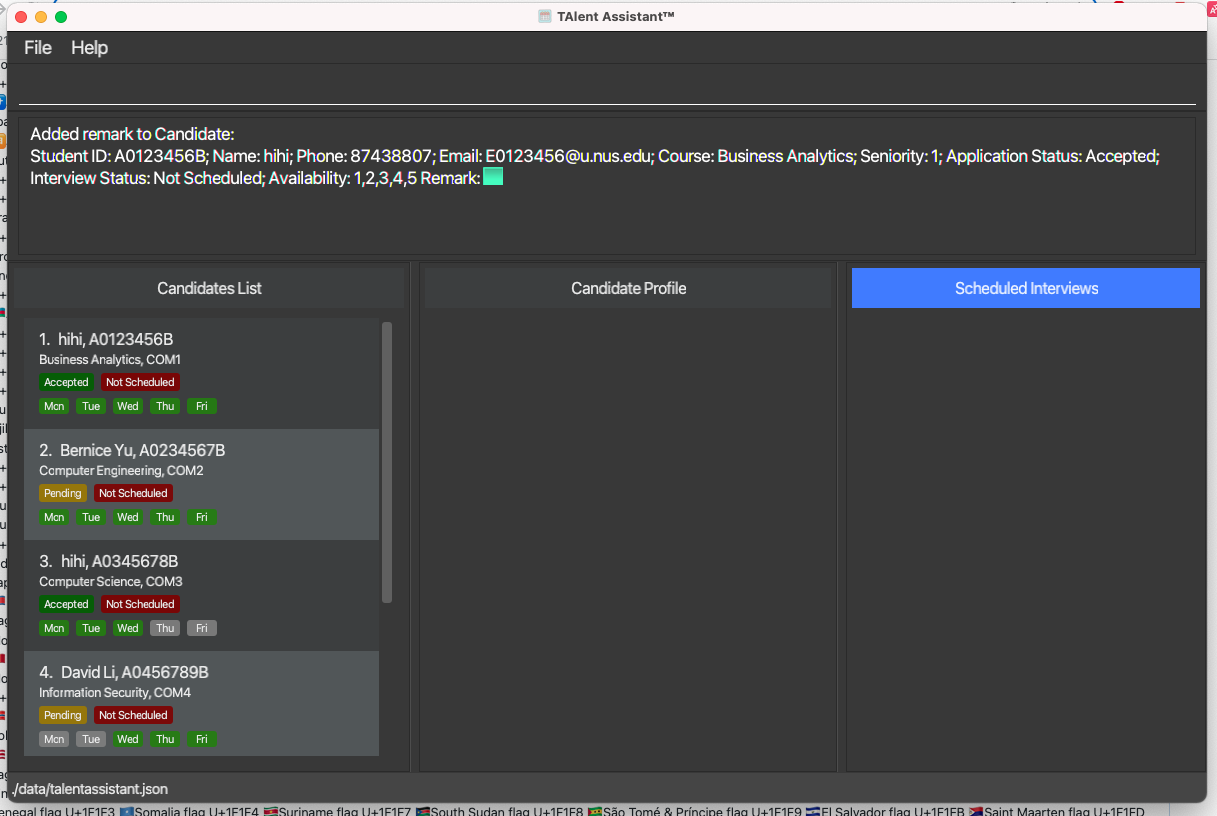 TAlent Assistant™
File Help
Added remark to Candidate:
Student ID: A0123456B; Name: hihi; Phone: 87438807; Email: E0123456@u.nus.edu; Course: Business Analytics; Seniority: 1; Application Status: Accepted;
Interview Status: Not Scheduled; Availability: 1,2,3,4,5 Remark:
Candidates List
1. hihi, A0123456B
Business Analytics, COM1
Accepted Not Scheduled
Mon Tue Wed Thu Fri
2. Bernice Yu, A0234567B
Computer Engineering, COM2
Pending Not Scheduled
Mon Tue Wed Thu Fri
3. hihi, A0345678B
Computer Science, COM3
Accepted Not Scheduled
Mon Tue Wed Thu Fri
4. David Li, A0456789B
Information Security, COM4
Pending Not Scheduled
Mon Tue Wed Thu Fri
Candidate Profile
Scheduled Interviews
./data/talentassistant.json
enegal flag U+1F1F3 Somalia flag U+1F1F4 Suriname flag U+1F1F7 South Sudan flag U+1F1F8 São Tomé & Príncipe flag U+1F1F9 El Salvador flag U+1F1FB Saint Maarten flag U+1F1FD